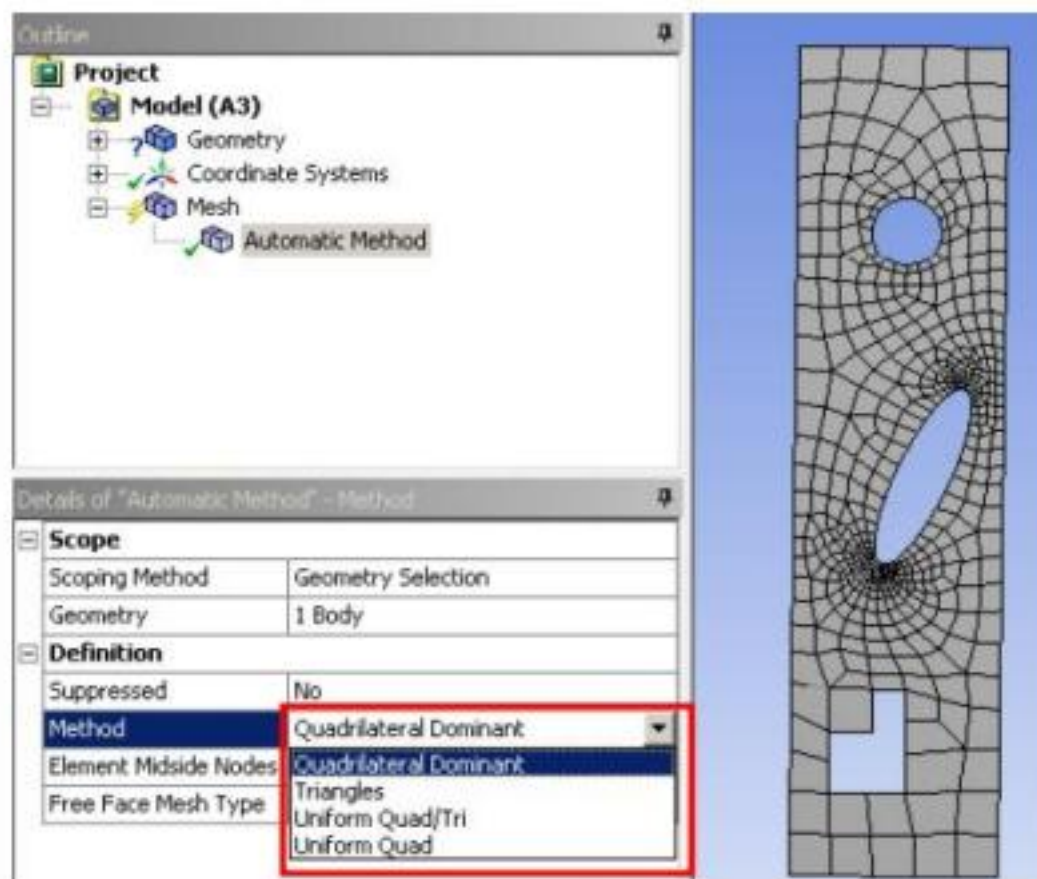 Outline
Project
Model (A3)
Geometry
Coordinate Systems
Mesh
Automatic Method
Details of "Automatic Method" - Method
Scope
Scoping Method Geometry Selection
Geometry 1 Body
Definition
Suppressed No
Method Quadrilateral Dominant
Element Midside Nodes Quadrilateral Dominant
Triangles
Free Face Mesh Type
Uniform Quad/Tri
Uniform Quad